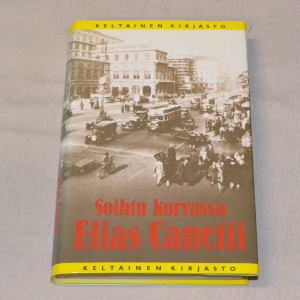 KELTAINEN KIRJASTO
Soihtu korvassa
Elias Canetti
KELTAINEN KIRJASTO